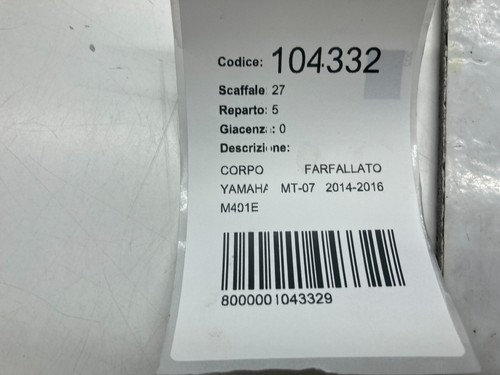 Codice: 104332
Scaffale: 27
Reparto: 5
Giacenza: 0
Descrizione:
CORPO FARFALLATO
YAMAHA MT-07 2014-2016
M401E
8000001043329